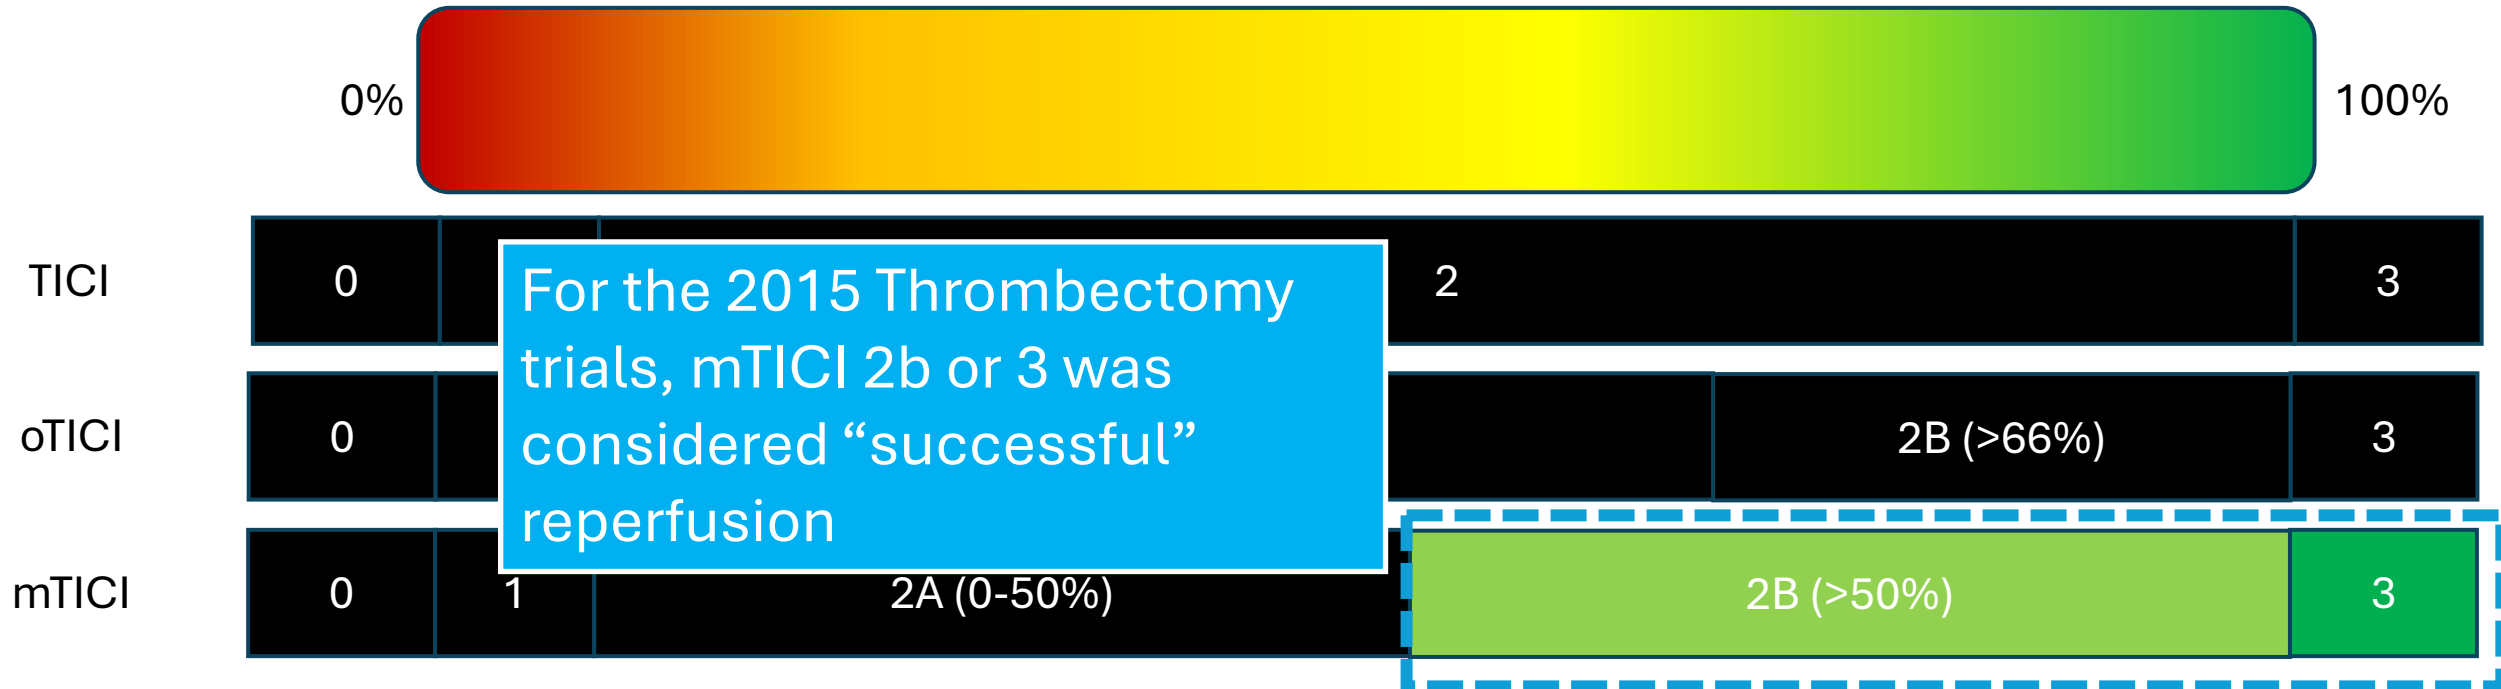 0% 100%
TICI 0 2 3
For the 2015 Thrombectomy
trials, mTICI 2b or 3 was
considered “successful”
reperfusion
oTICI 0 2B (>66%) 3
mTICI 0 1 2A (0-50%) 2B (>50%) 3